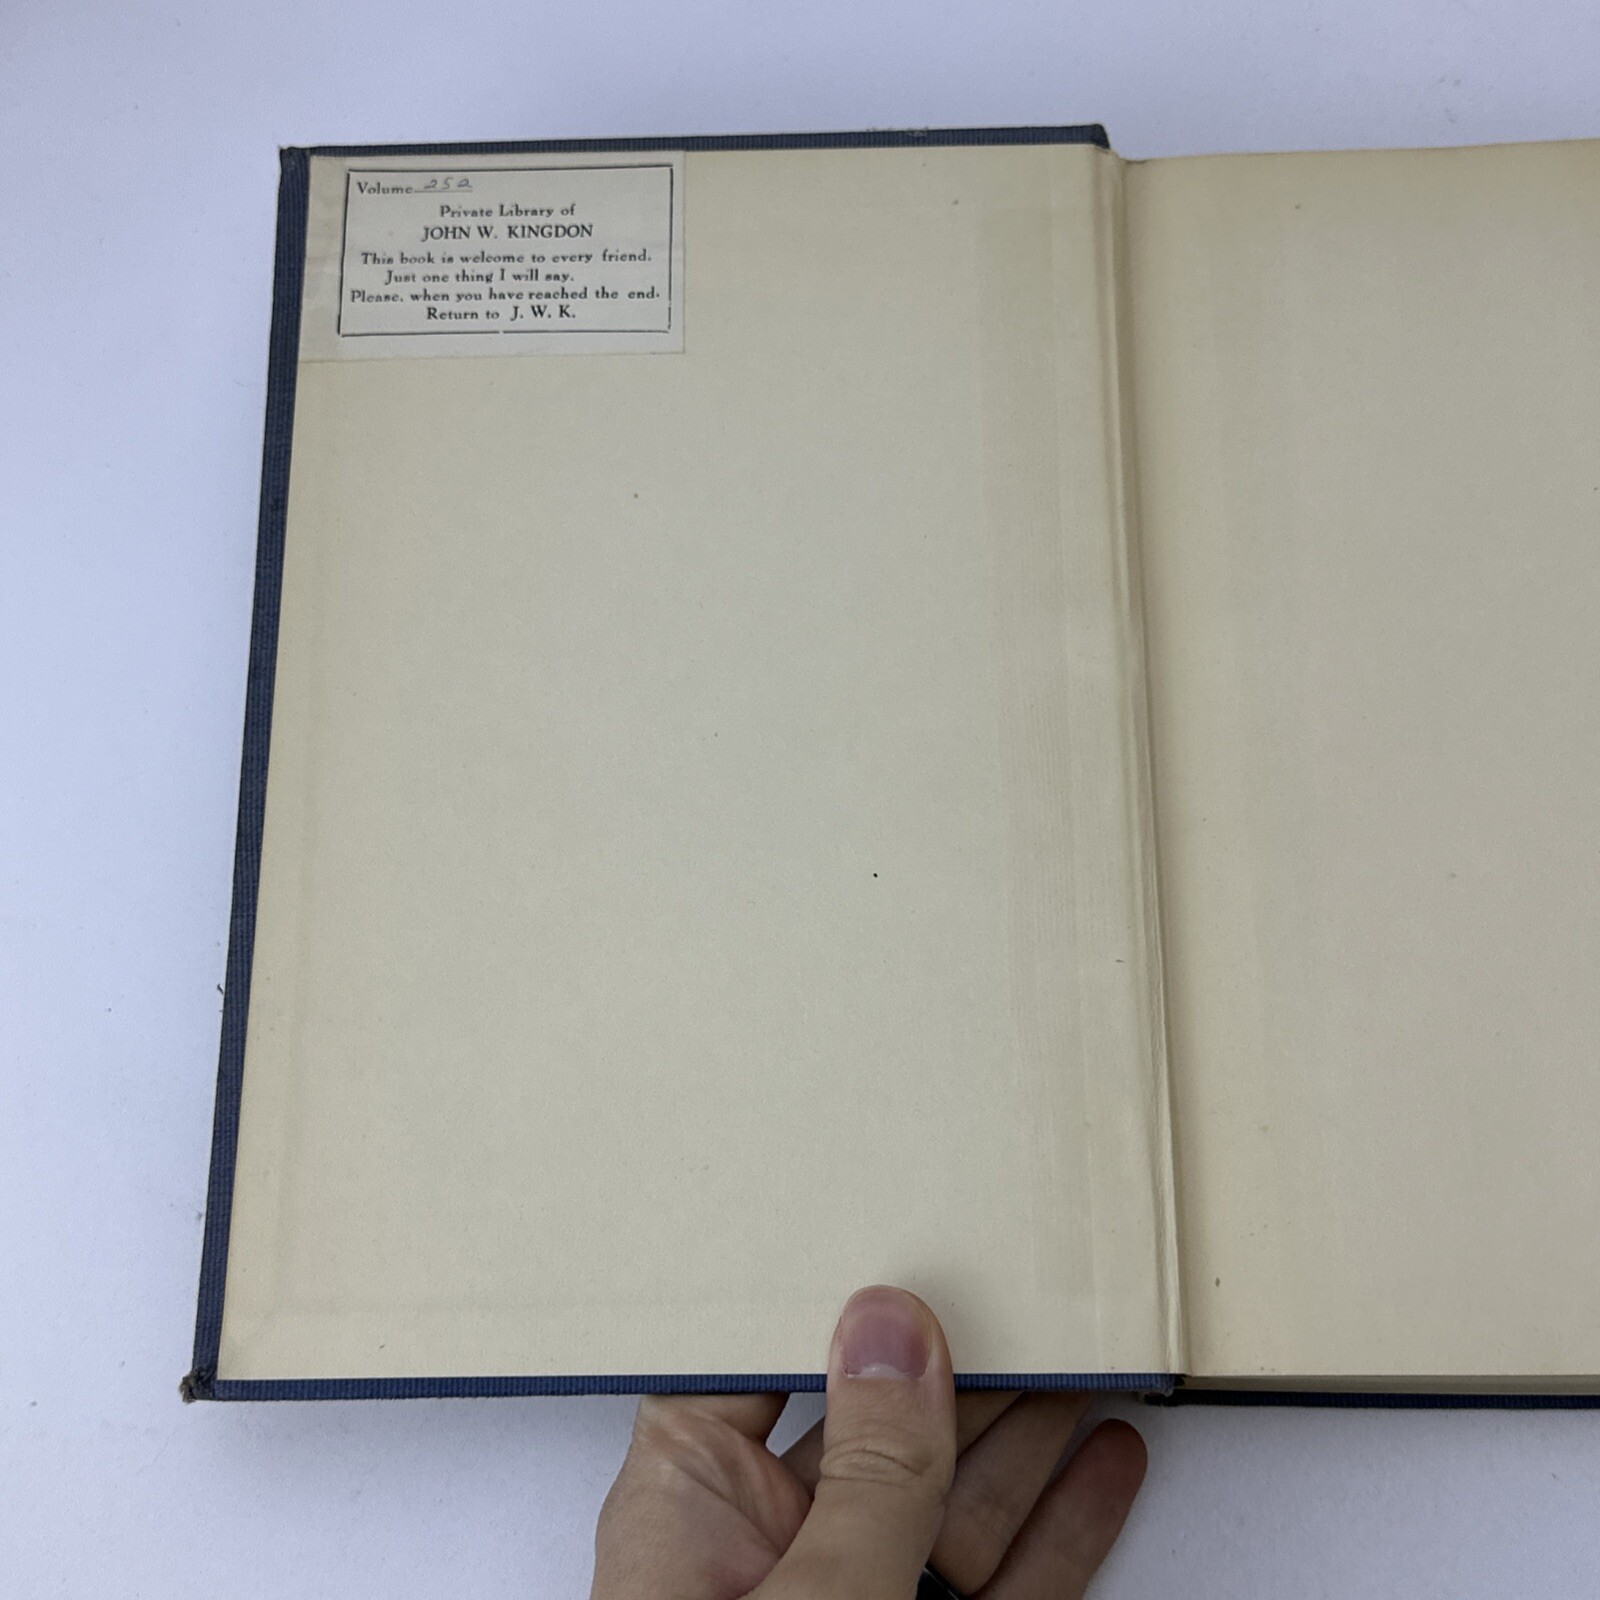 Volume 252
Private Library of
JOHN W. KINGDON
This book is welcome to every friend.
Just one thing I will say.
Please, when you have reached the end.
Return to J. W. K.